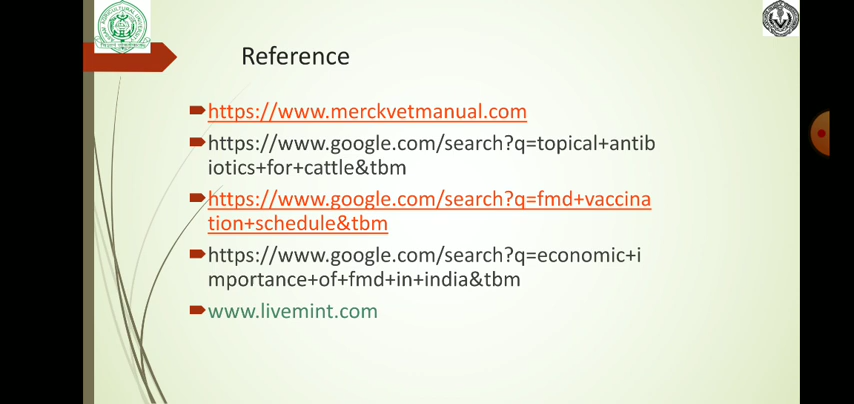 Reference
https://www.merckvetmanual.com
https://www.google.com/search?q=topical+antib
iotics+for+cattle&tbm
https://www.google.com/search?q=fmd+vaccina
tion+schedule&tbm
https://www.google.com/search?q=economic+i
mportance+of+fmd+in+india&tbm
www.livemint.com